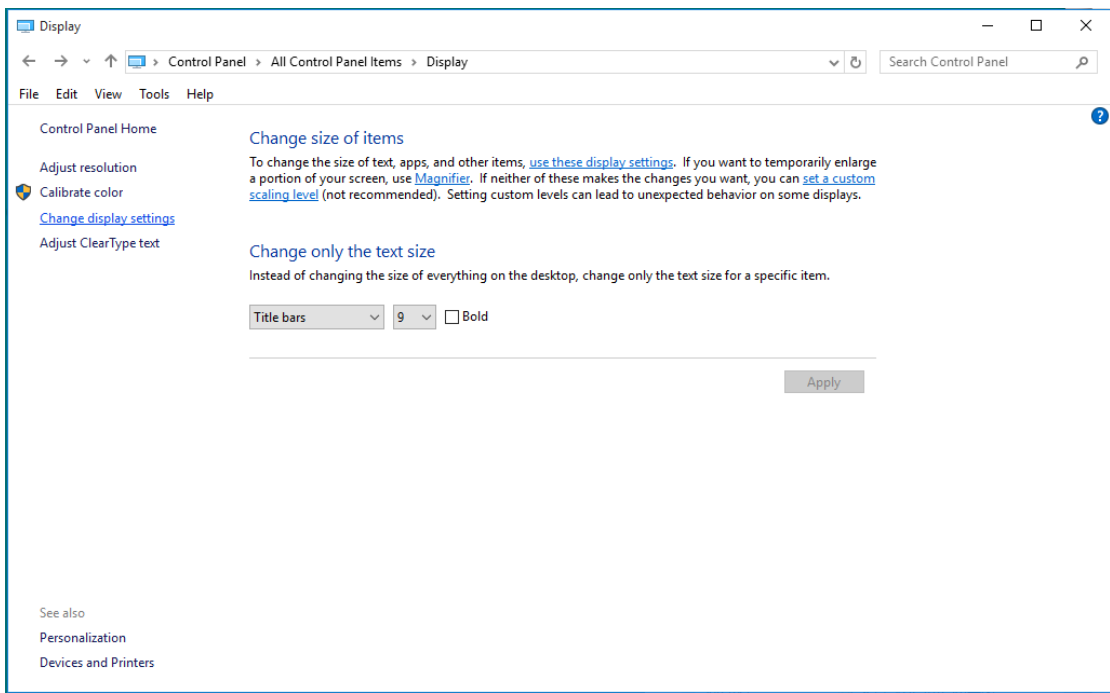 Display
Control Panel > All Control Panel Items > Display
Search Control Panel
File Edit View Tools Help
?
Control Panel Home
Adjust resolution
Calibrate color
Change display settings
Adjust ClearType text
Change size of items
To change the size of text, apps, and other items, use these display settings. If you want to temporarily enlarge
a portion of your screen, use Magnifier. If neither of these makes the changes you want, you can set a custom
scaling level (not recommended). Setting custom levels can lead to unexpected behavior on some displays.
Change only the text size
Instead of changing the size of everything on the desktop, change only the text size for a specific item.
Title bars 9 Bold
Apply
See also
Personalization
Devices and Printers